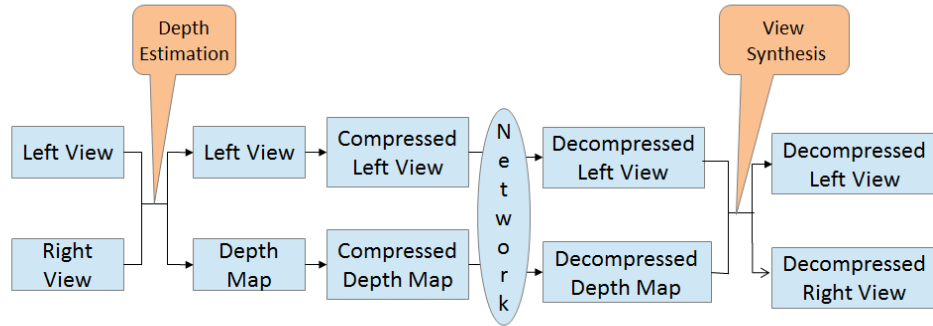 Depth
Estimation
View
Synthesis
Left View
Left View
Compressed
Left View
N
e
t
w
o
r
k
Decompressed
Left View
Decompressed
Left View
Right
View
Depth
Map
Compressed
Depth Map
Decompressed
Depth Map
Decompressed
Right View